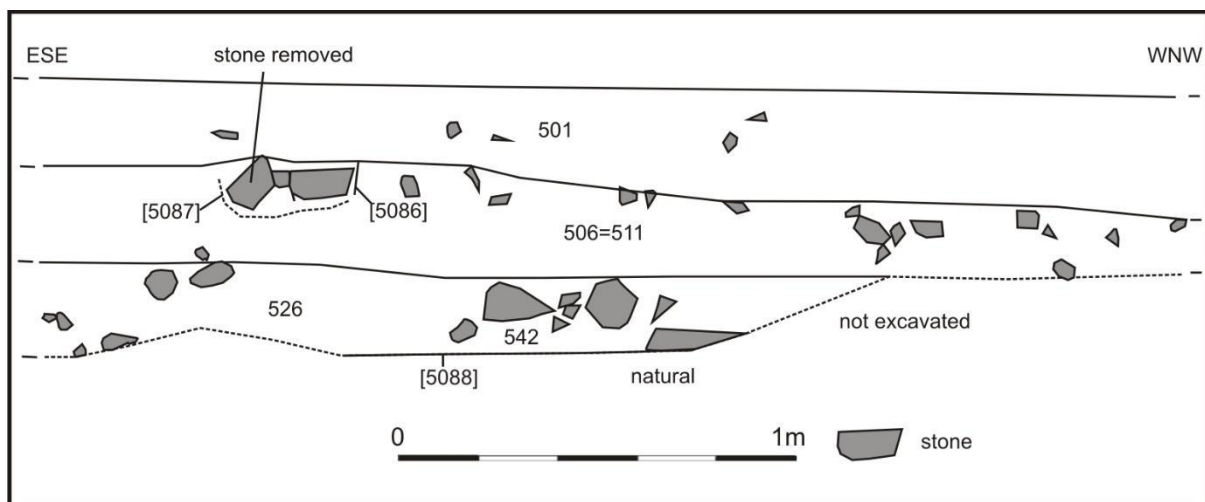 ESE
WNW
stone removed
501
[5087]
[5086]
506=511
526
542
not excavated
[5088]
natural
0
1m
stone